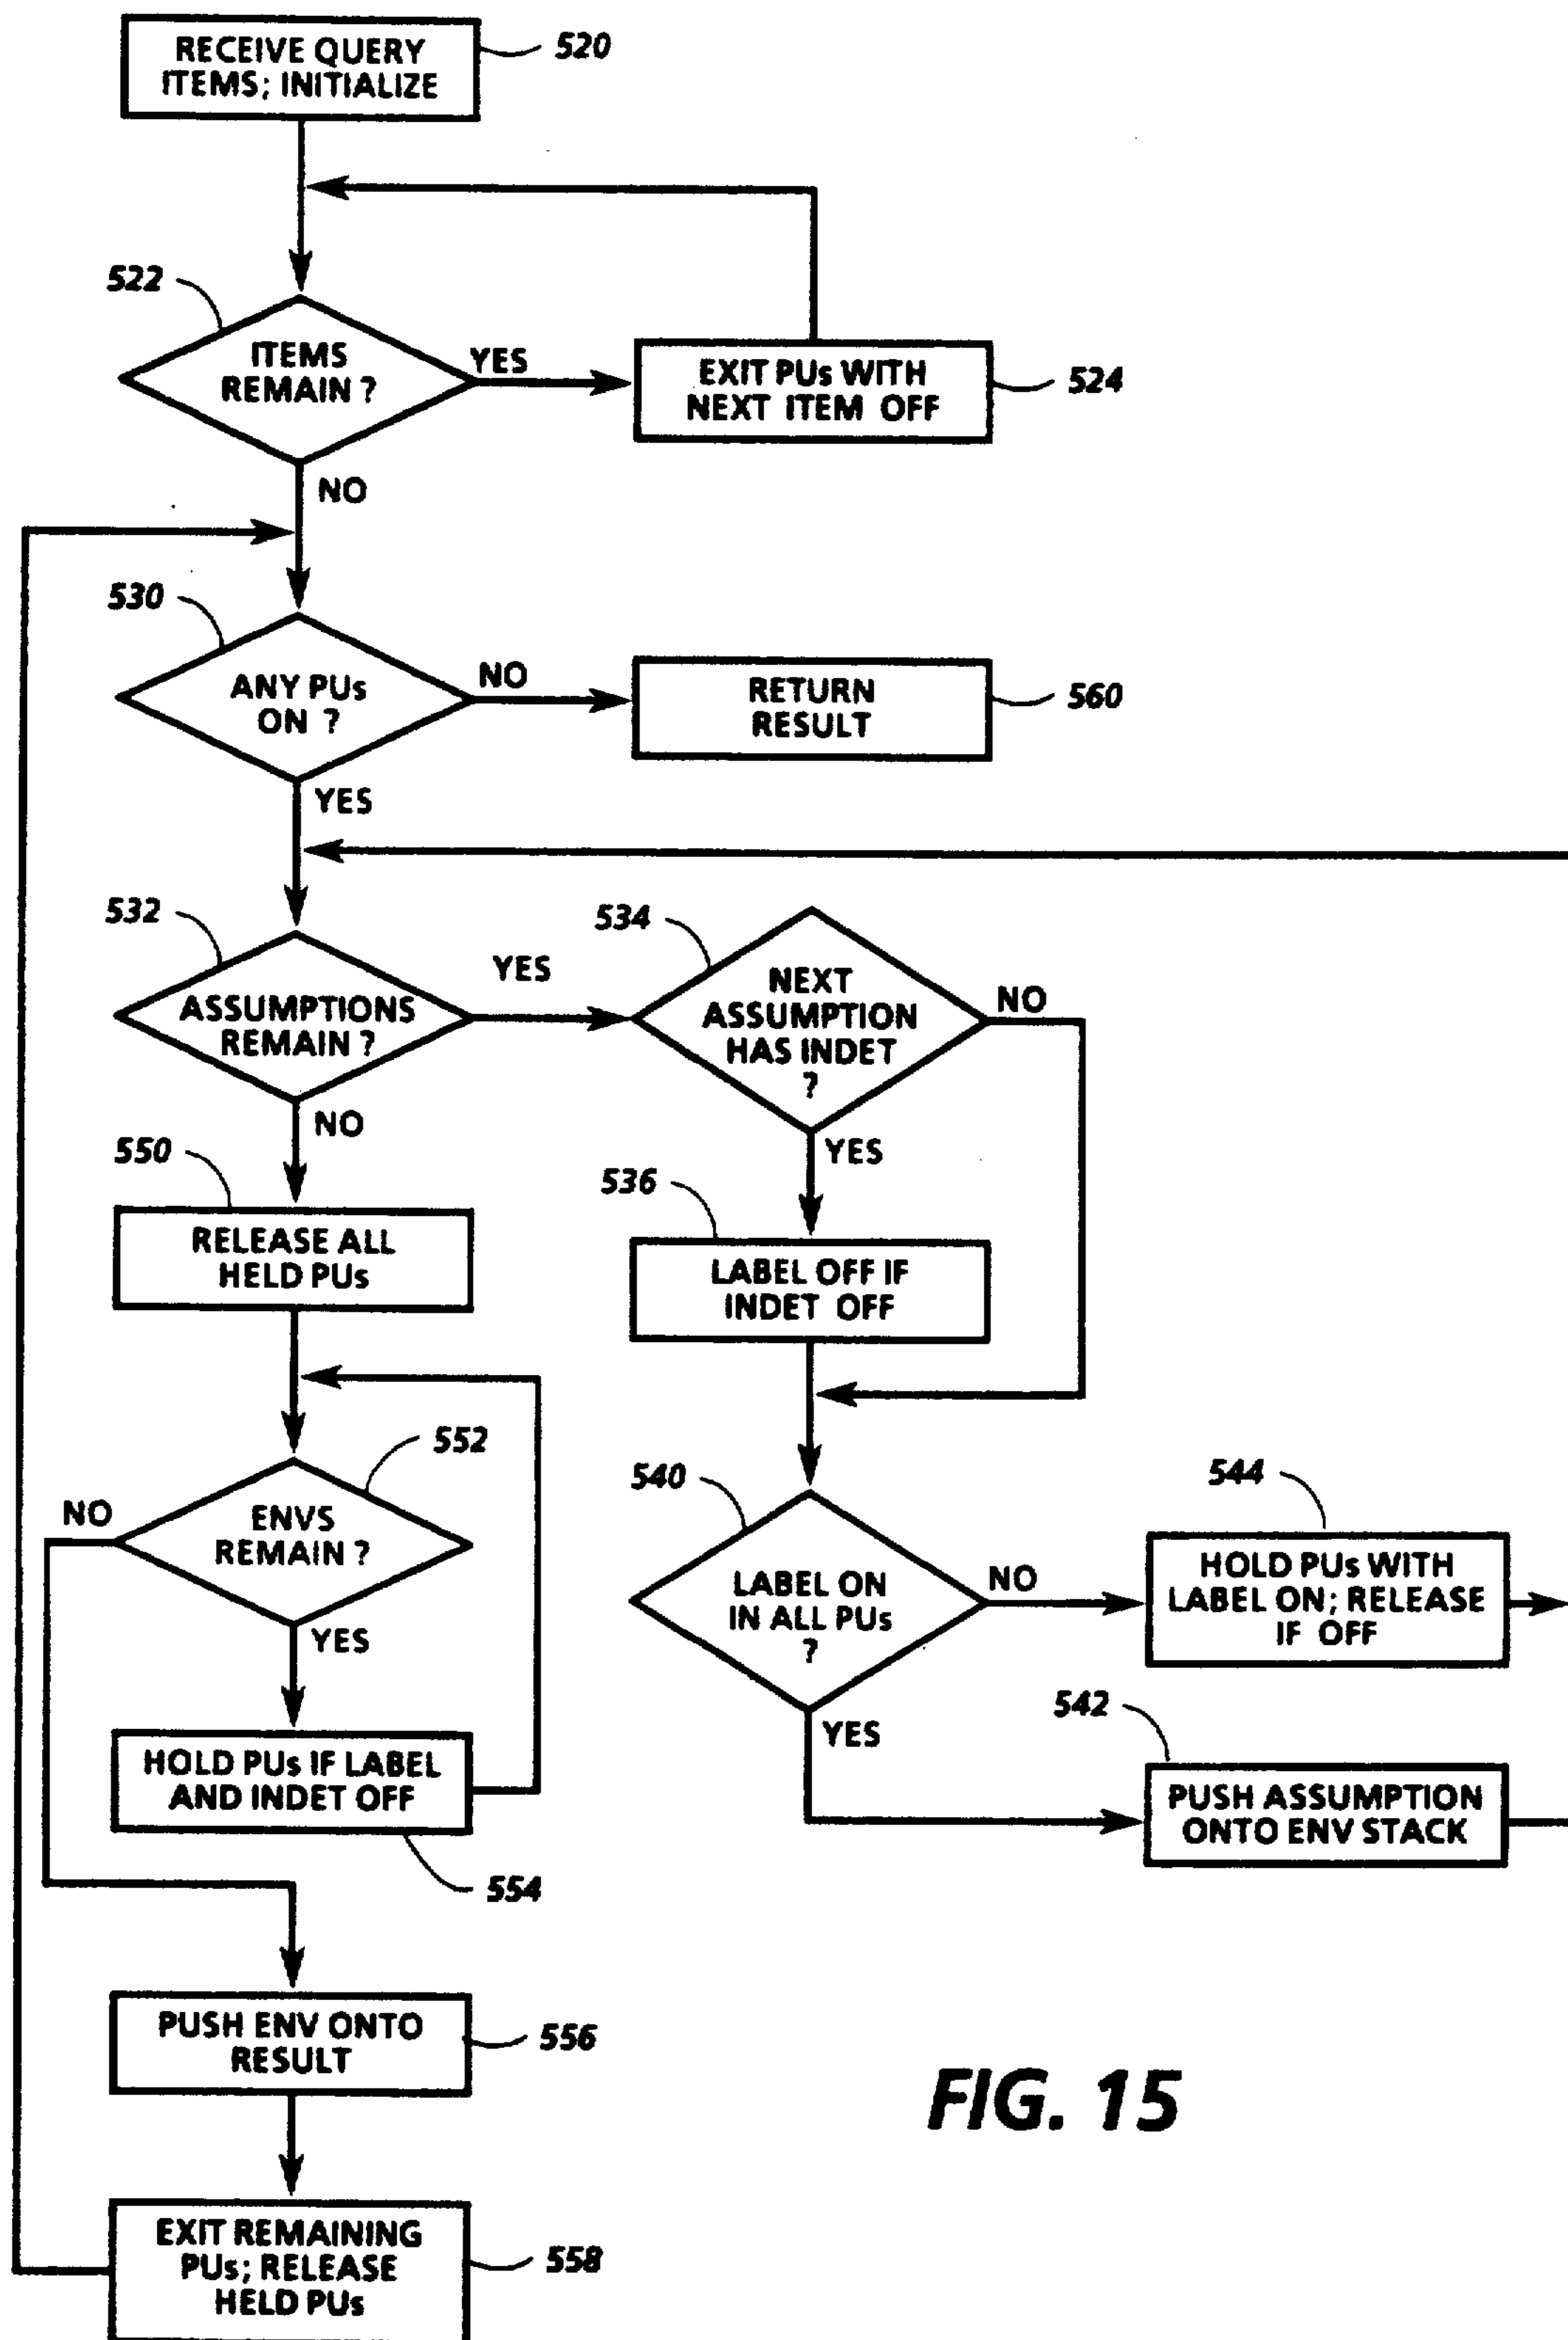 RECEIVE QUERY
ITEMS; INITIALIZE
520
522
ITEMS
REMAIN ?
YES
EXIT PUs WITH
NEXT ITEM OFF
524
NO
530
ANY PUs
ON ?
NO
RETURN
RESULT
560
YES
532
ASSUMPTIONS
REMAIN ?
YES
534
NEXT
ASSUMPTION
HAS INDET
?
NO
NO
YES
550
RELEASE ALL
HELD PUs
536
LABEL OFF IF
INDET OFF
552
NO
ENVS
REMAIN ?
YES
540
LABEL ON
IN ALL PUs
?
NO
544
HOLD PUs WITH
LABEL ON; RELEASE
IF OFF
YES
542
PUSH ASSUMPTION
ONTO ENV STACK
HOLD PUs IF LABEL
AND INDET OFF
554
PUSH ENV ONTO
RESULT
556
EXIT REMAINING
PUs; RELEASE
HELD PUs
558
FIG. 15